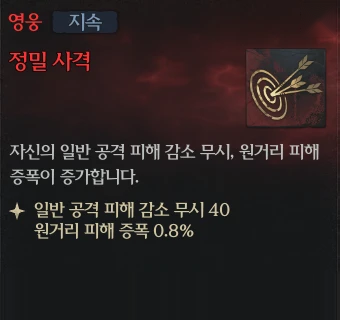 영웅 지속
정밀 사격
자신의 일반 공격 피해 감소 무시, 원거리 피해
증폭이 증가합니다.
일반 공격 피해 감소 무시 40
원거리 피해 증폭 0.8%